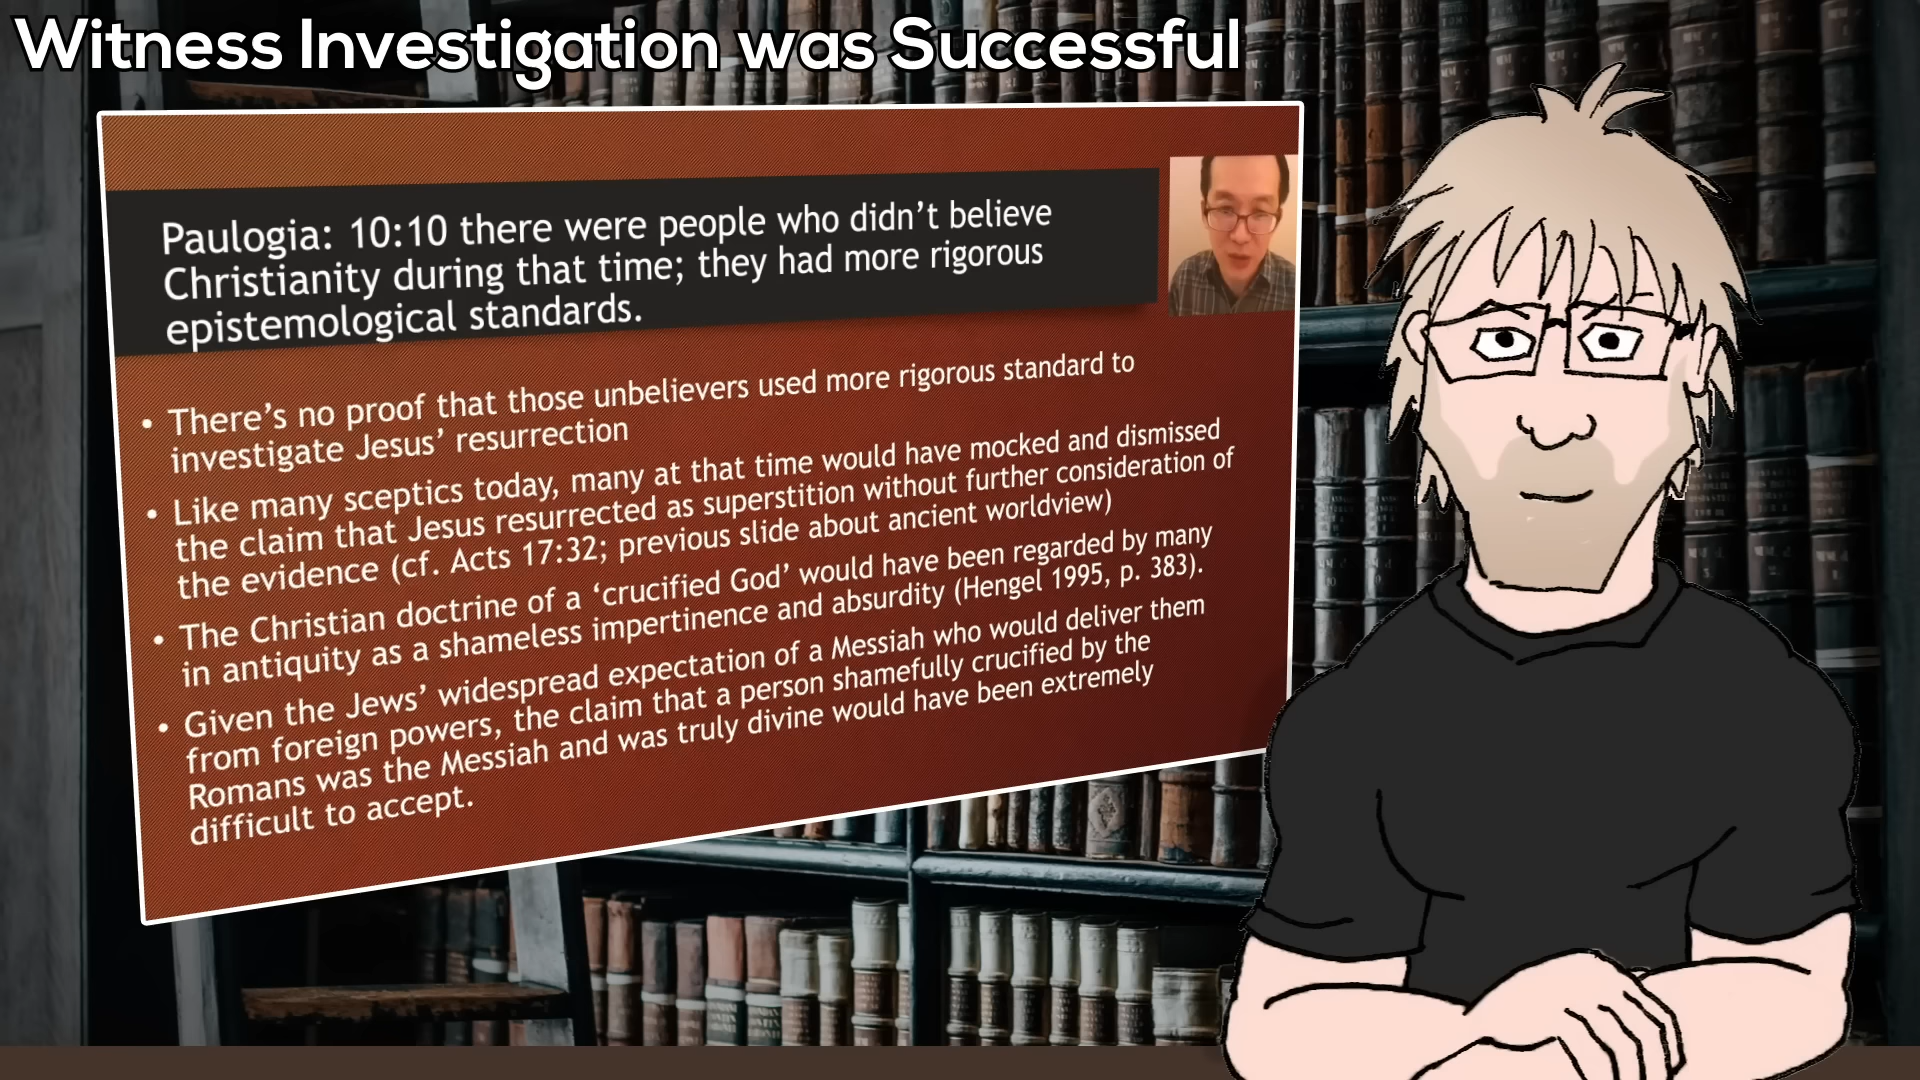 Witness Investigation was Successful
Paulogia: 10:10 there were people who didn't believe
Christianity during that time; they had more rigorous
epistemological standards.
• There's no proof that those unbelievers used more rigorous standard to
investigate Jesus' resurrection
• Like many sceptics today, many at that time would have mocked and dismissed
the claim that Jesus resurrected as superstition without further consideration of
the evidence (cf. Acts 17:32; previous slide about ancient worldview)
• The Christian doctrine of a ‘crucified God’ would have been regarded by many
in antiquity as a shameless impertinence and absurdity (Hengel 1995, p. 383).
• Given the Jews' widespread expectation of a Messiah who would deliver them
from foreign powers, the claim that a person shamefully crucified by the
Romans was the Messiah and was truly divine would have been extremely
difficult to accept.